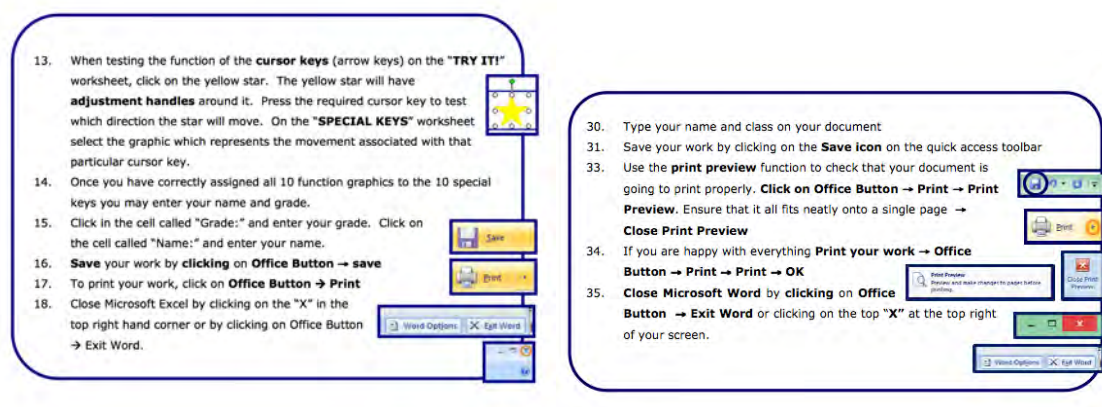 13. When testing the function of the cursor keys (arrow keys) on the "TRY IT!"
worksheet, click on the yellow star. The yellow star will have
adjustment handles around it. Press the required cursor key to test
which direction the star will move. On the "SPECIAL KEYS" worksheet
select the graphic which represents the movement associated with that
particular cursor key.
14. Once you have correctly assigned all 10 function graphics to the 10 special
keys you may enter your name and grade.
15. Click in the cell called "Grade:" and enter your grade. Click on
the cell called "Name:" and enter your name.
Save
16. Save your work by clicking on Office Button → save
17. To print your work, click on Office Button → Print
Print
18. Close Microsoft Excel by clicking on the "X" in the
top right hand corner or by clicking on Office Button
→ Exit Word.
Word Options X Exit Word
30. Type your name and class on your document
31. Save your work by clicking on the Save icon on the quick access toolbar
33. Use the print preview function to check that your document is
going to print properly. Click on Office Button → Print → Print
Preview. Ensure that it all fits neatly onto a single page →
Close Print Preview
Print
34. If you are happy with everything Print your work → Office
Button → Print → Print → OK
Print Preview
Preview and make changes to pages before
printing.
Close Print
Preview
35. Close Microsoft Word by clicking on Office
Button → Exit Word or clicking on the top "X" at the top right
of your screen.
Word Options X Exit Word